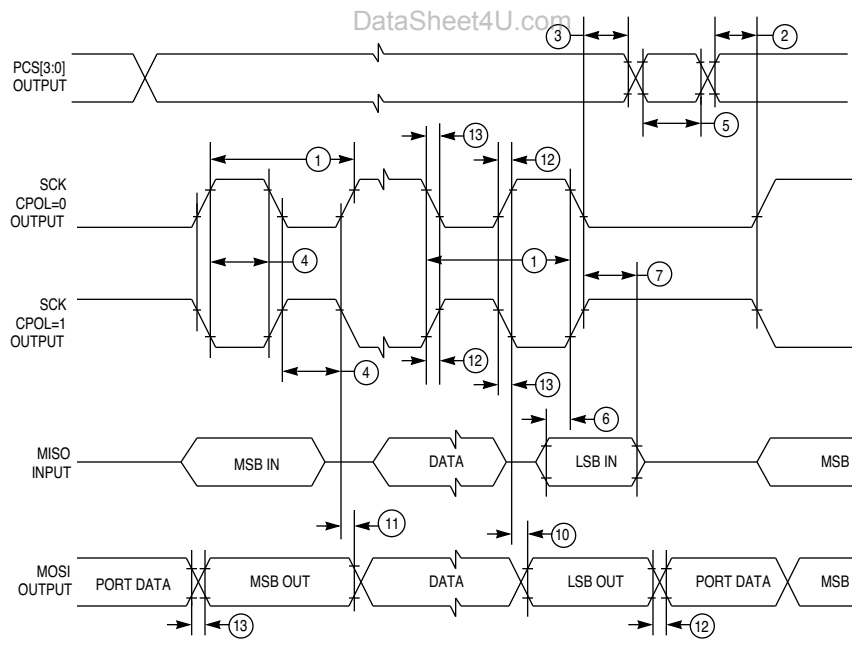 DataSheet4U.com
3
2
PCS[3:0]
OUTPUT
5
13
1
12
SCK
CPOL=0
OUTPUT
4
1
7
SCK
CPOL=1
OUTPUT
12
4
13
6
MISO
INPUT
MSB IN
DATA
LSB IN
MSB
11
10
MOSI
OUTPUT
PORT DATA
MSB OUT
DATA
LSB OUT
PORT DATA
MSB
13
12